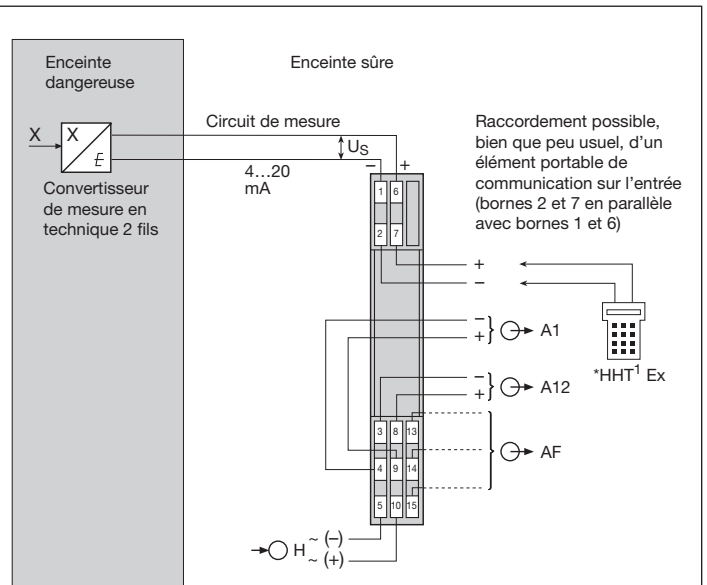 Enceinte
dangereuse
Enceinte sûre
X
X
E
Convertisseur
de mesure en
technique 2 fils
Circuit de mesure
US
4…20
mA
– +
Raccordement possible,
bien que peu usuel, d'un
élément portable de
communication sur l'entrée
(bornes 2 et 7 en parallèle
avec bornes 1 et 6)
1 6
2 7
+
–
*HHT1 Ex
–
+
A1
–
+
A12
AF
3 8 13
4 9 14
5 10 15
H
~ (–)
~ (+)